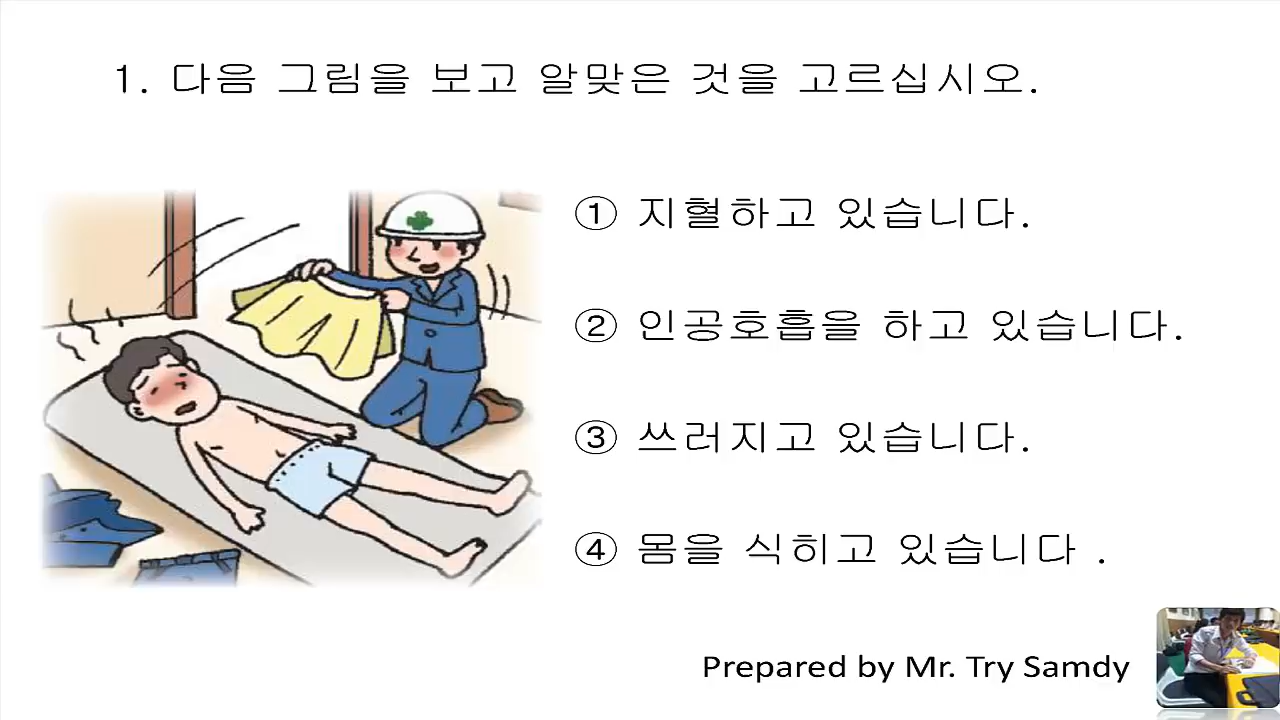 1. 다음 그림을 보고 알맞은 것을 고르십시오.
① 지혈하고 있습니다.
② 인공호흡을 하고 있습니다.
③ 쓰러지고 있습니다.
④ 몸을 식히고 있습니다 .
Prepared by Mr. Try Samdy